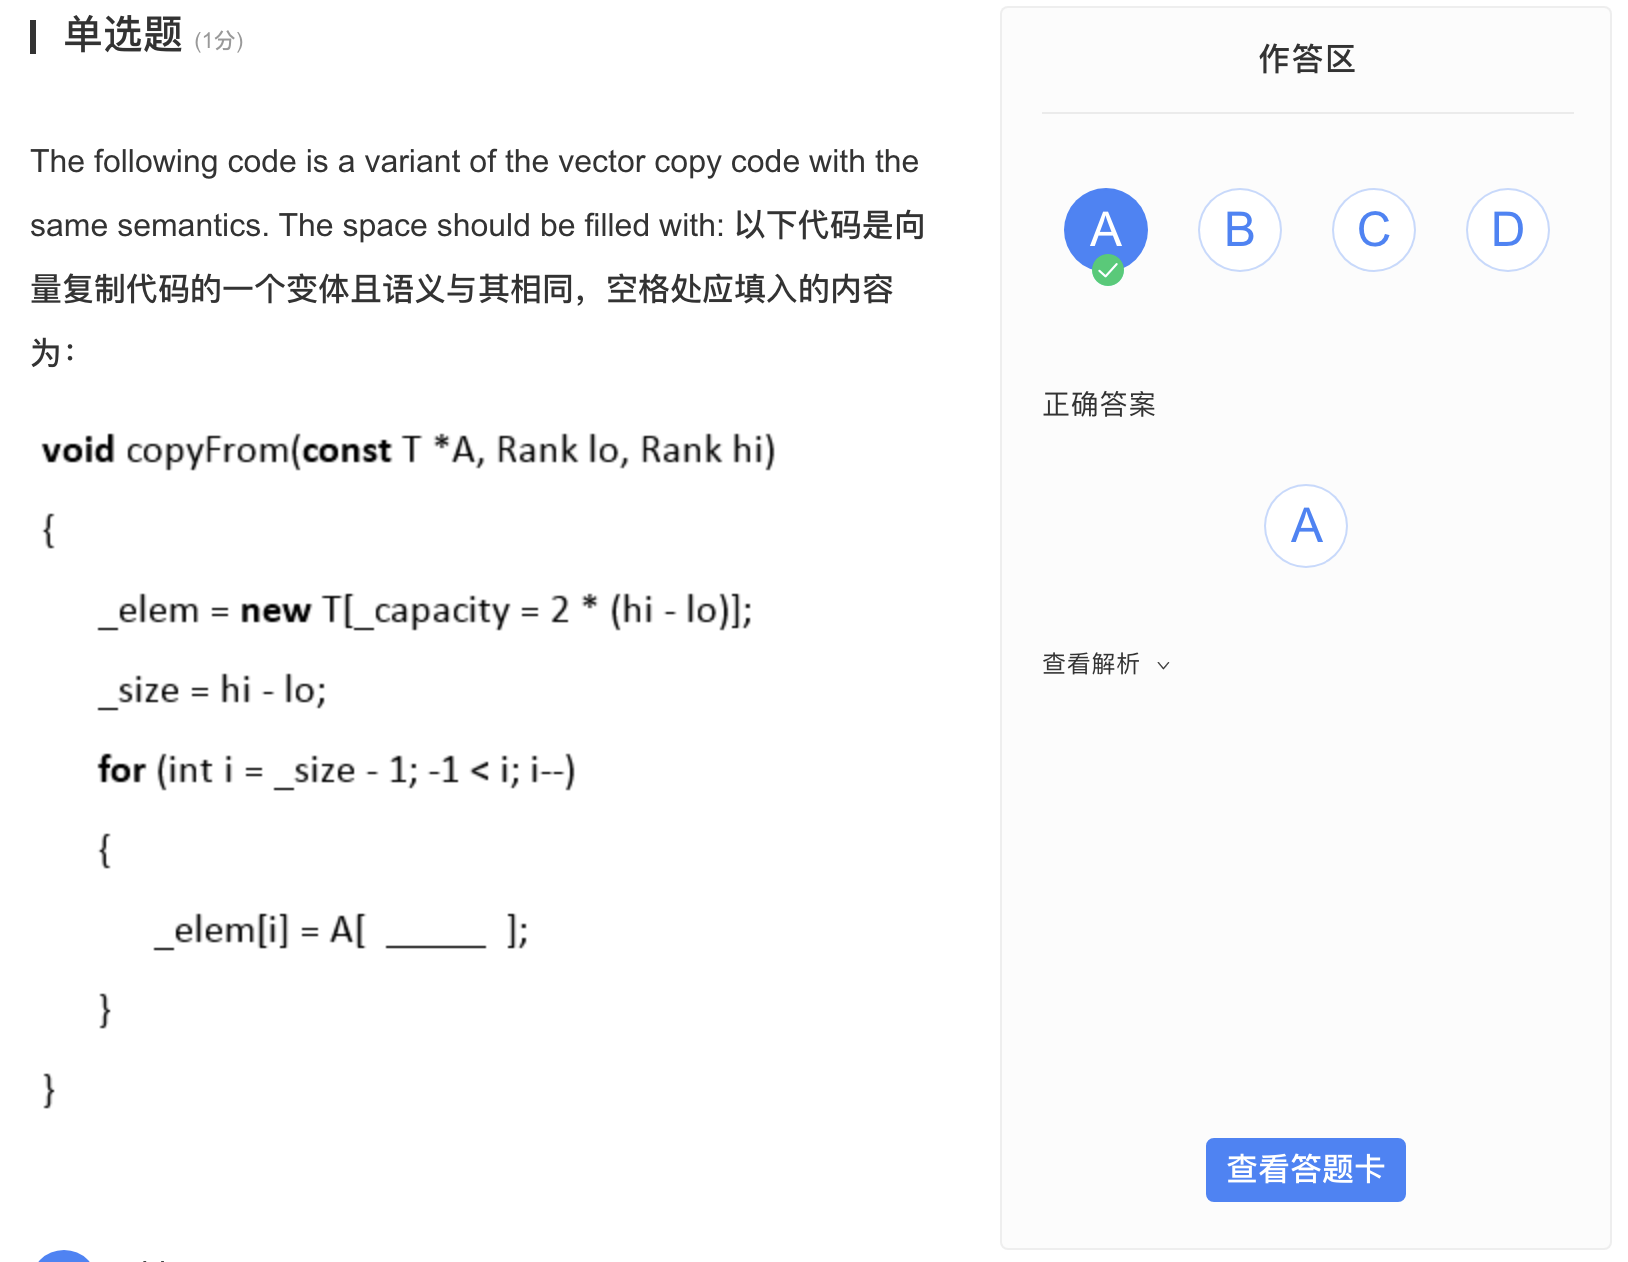 单选题 (1分)
The following code is a variant of the vector copy code with the
same semantics. The space should be filled with: 以下代码是向
量复制代码的一个变体且语义与其相同，空格处应填入的内容
为：
void copyFrom(const T *A, Rank lo, Rank hi)
{
_elem = new T[_capacity = 2 * (hi - lo)];
_size = hi - lo;
for (int i = _size - 1; -1 < i; i--)
{
_elem[i] = A[ _____ ];
}
}
作答区
A B C D
正确答案
A
查看解析
查看答题卡